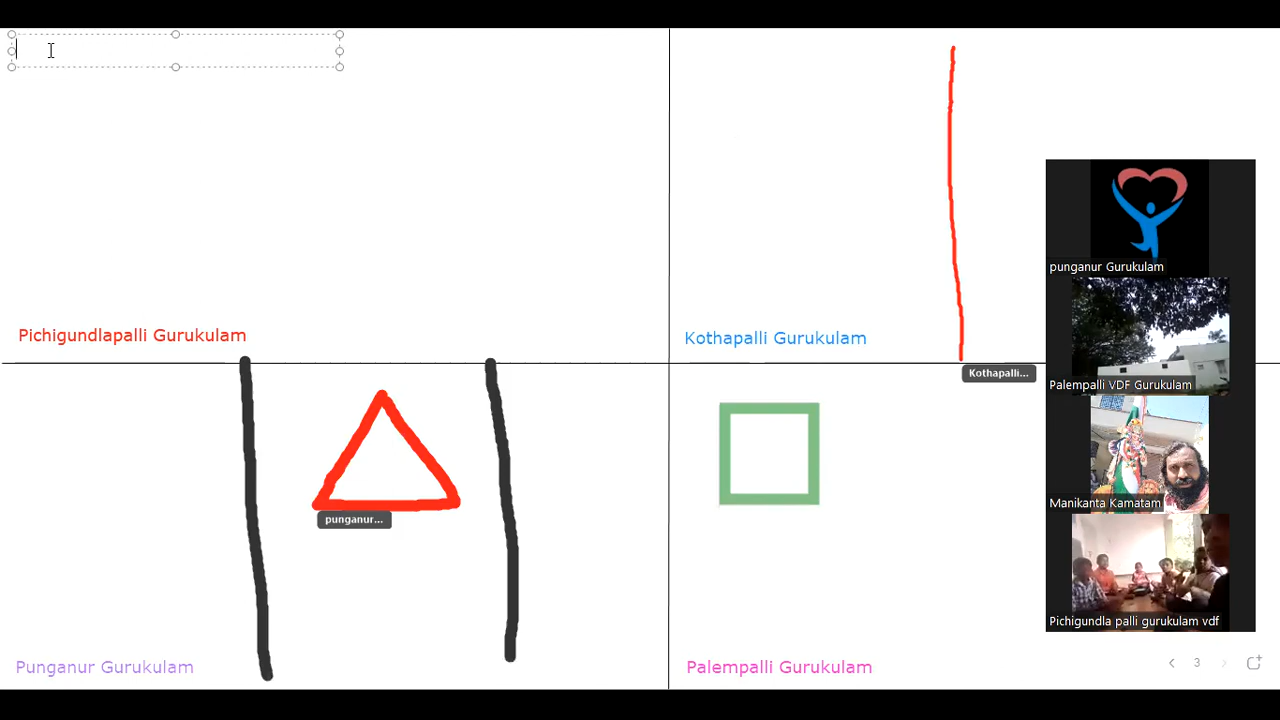 Pichigundlapalli Gurukulam
Kothapalli Gurukulam
Kothapalli...
punganur...
Punganur Gurukulam
Palempalli Gurukulam
punganur Gurukulam
Palempalli VDF Gurukulam
Manikanta Kamatam
Pichigundla palli gurukulam vdf
3